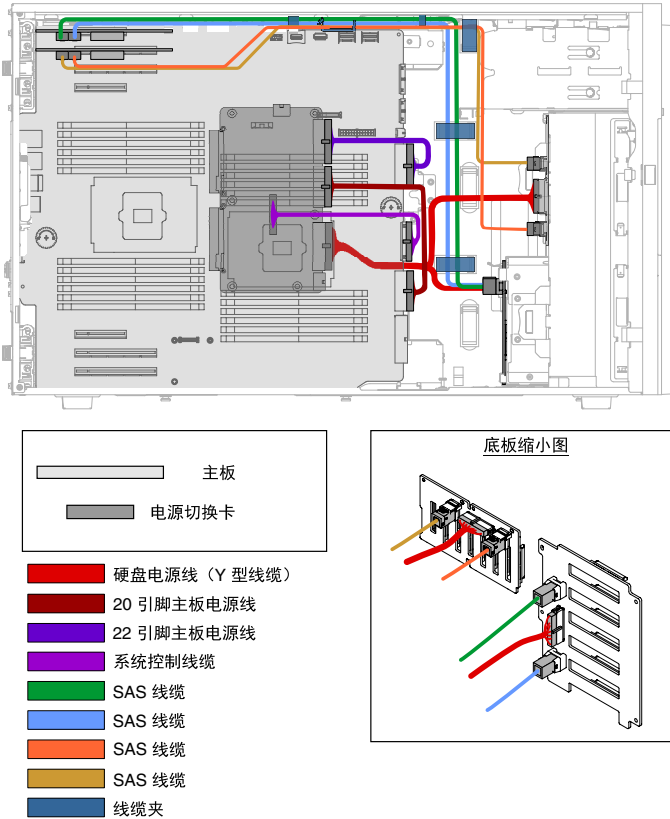 底板缩小图
主板
电源切换卡
硬盘电源线（Y 型线缆）
20 引脚主板电源线
22 引脚主板电源线
系统控制线缆
SAS 线缆
SAS 线缆
SAS 线缆
SAS 线缆
线缆夹